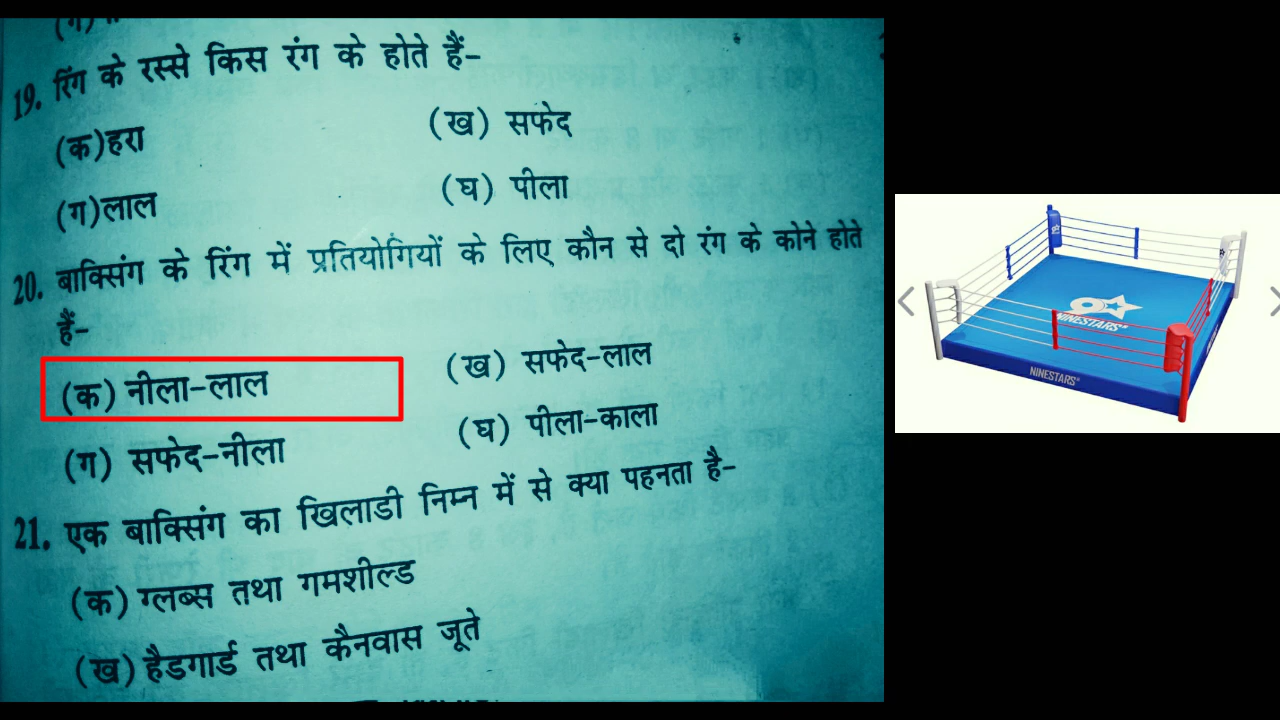 19. रिंग के रस्से किस रंग के होते हैं-
(क)हरा (ख) सफेद
(ग)लाल (घ) पीला
20. बाक्सिंग के रिंग में प्रतियोगियों के लिए कौन से दो रंग के कोने होते
हैं-
(क) नीला-लाल (ख) सफेद-लाल
(ग) सफेद-नीला (घ) पीला-काला
21. एक बाक्सिंग का खिलाडी निम्न में से क्या पहनता है-
(क) ग्लब्स तथा गमशील्ड
(ख) हैडगार्ड तथा कैनवास जूते
NINESTARS
NINESTARS